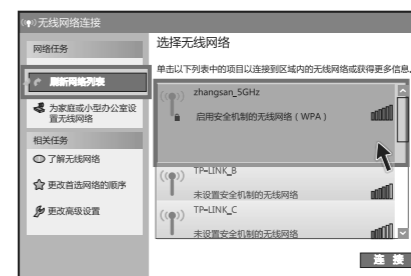 无线网络连接
网络任务
刷新网络列表
为家庭或小型办公室设
置无线网络
相关任务
了解无线网络
更改首选网络的顺序
更改高级设置
选择无线网络
单击以下列表中的项目以连接到区域内的无线网络或获得更多信息。
zhangsan_5GHz
启用安全机制的无线网络（WPA）
TP-LINK_B
未设置安全机制的无线网络
TP-LINK_C
未设置安全机制的无线网络
连 接